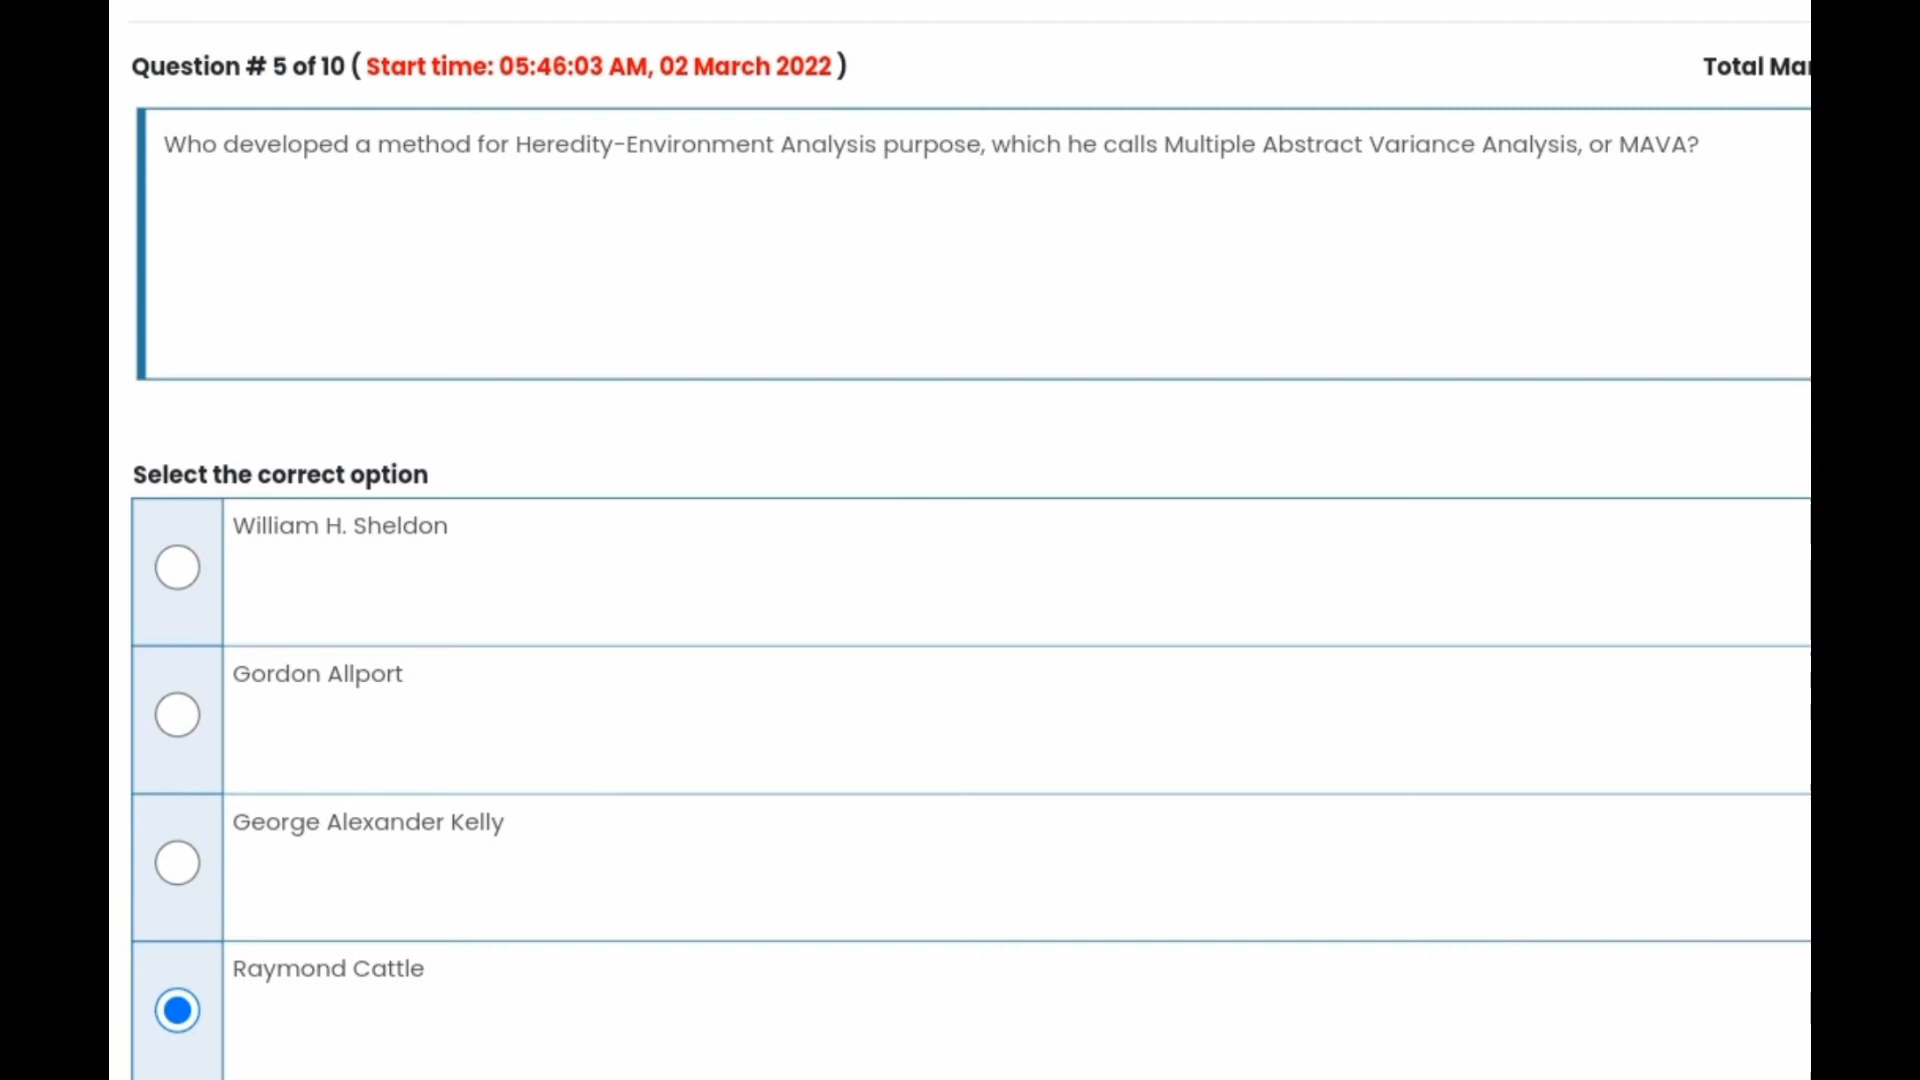 Question # 5 of 10 ( Start time: 05:46:03 AM, 02 March 2022 )
Total Mar
Who developed a method for Heredity-Environment Analysis purpose, which he calls Multiple Abstract Variance Analysis, or MAVA?
Select the correct option
William H. Sheldon
Gordon Allport
George Alexander Kelly
Raymond Cattle